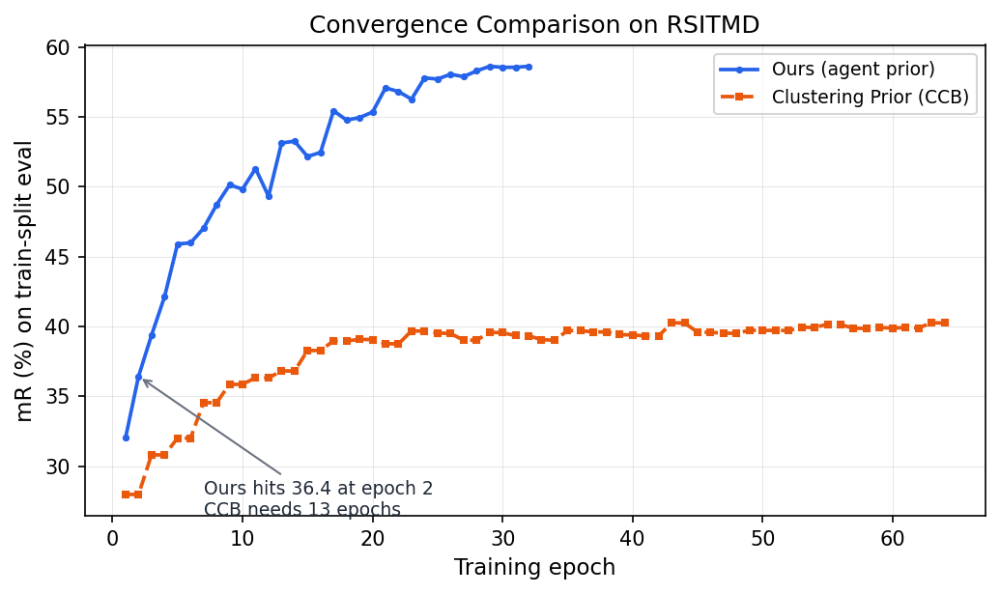 Convergence Comparison on RSITMD
Ours (agent prior)
Clustering Prior (CCB)
mR (%) on train-split eval
60
55
50
45
40
35
30
Ours hits 36.4 at epoch 2
CCB needs 13 epochs
0 10 20 30 40 50 60
Training epoch